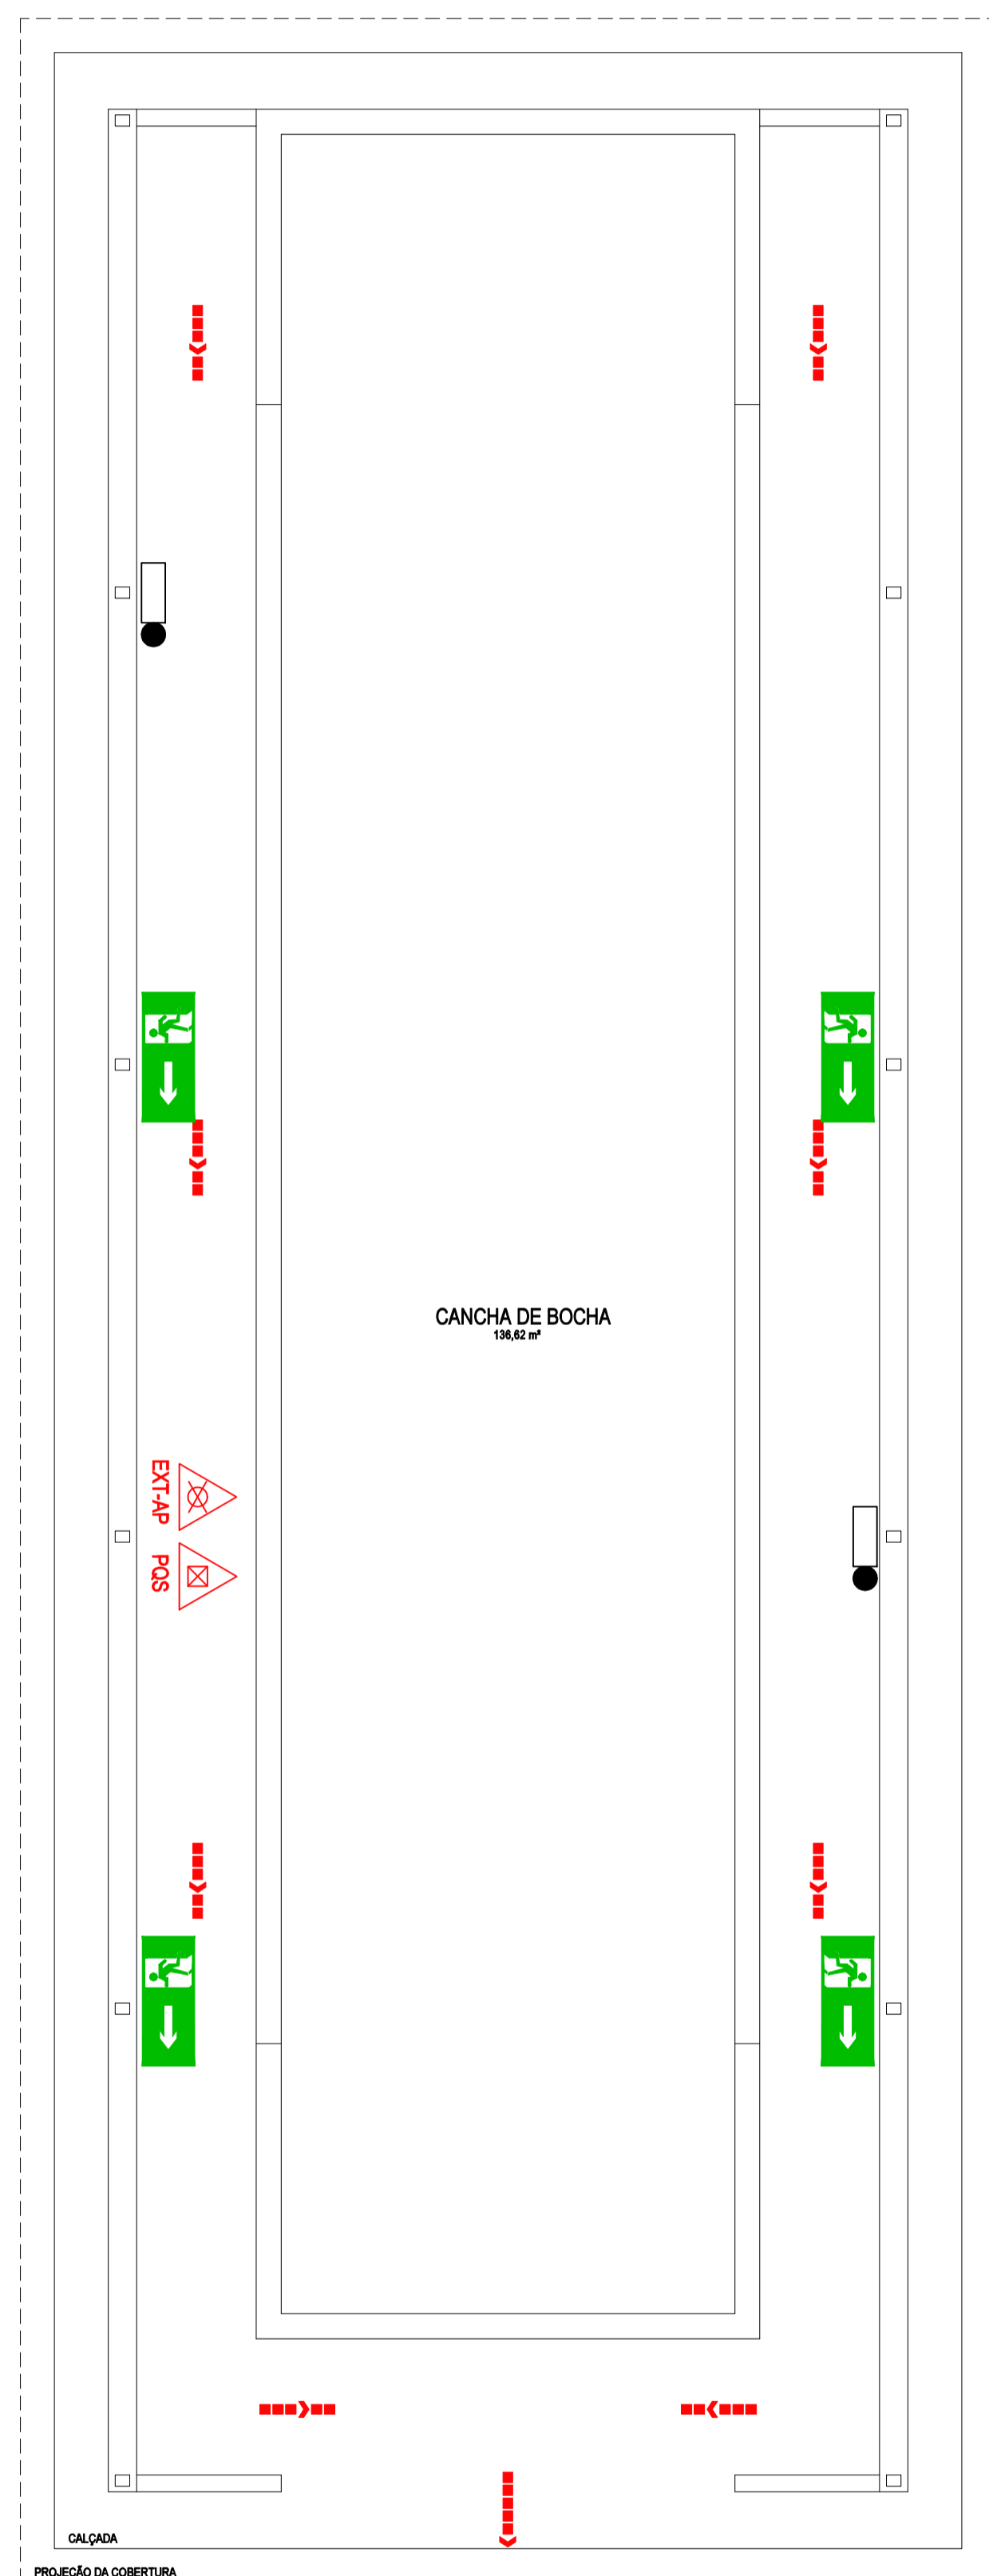 CANCHA DE BOCHA
136,62 m²
EXT-AP
PQS
CALÇADA
PROJEÇÃO DA COBERTURA